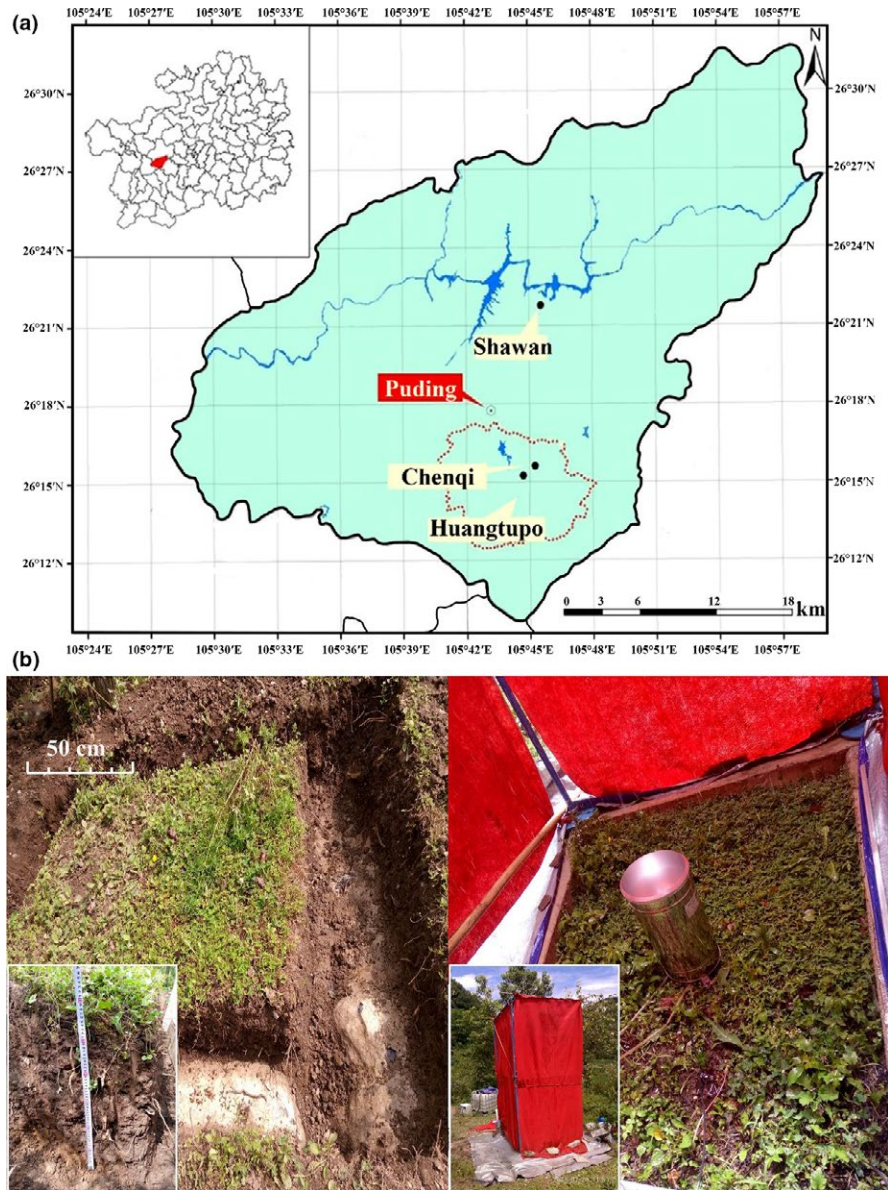 (a)
105°24′E 105°27′E 105°30′E 105°33′E 105°36′E 105°39′E 105°42′E 105°45′E 105°48′E 105°51′E 105°54′E 105°57′E
N
26°30′N 26°30′N
26°27′N 26°27′N
26°24′N 26°24′N
26°21′N 26°21′N
Shawan
Puding
26°18′N 26°18′N
Chenqi
26°15′N 26°15′N
Huangtupo
26°12′N 26°12′N
0 3 6 12 18 km
105°24′E 105°27′E 105°30′E 105°33′E 105°36′E 105°39′E 105°42′E 105°45′E 105°48′E 105°51′E 105°54′E 105°57′E
(b)
50 cm